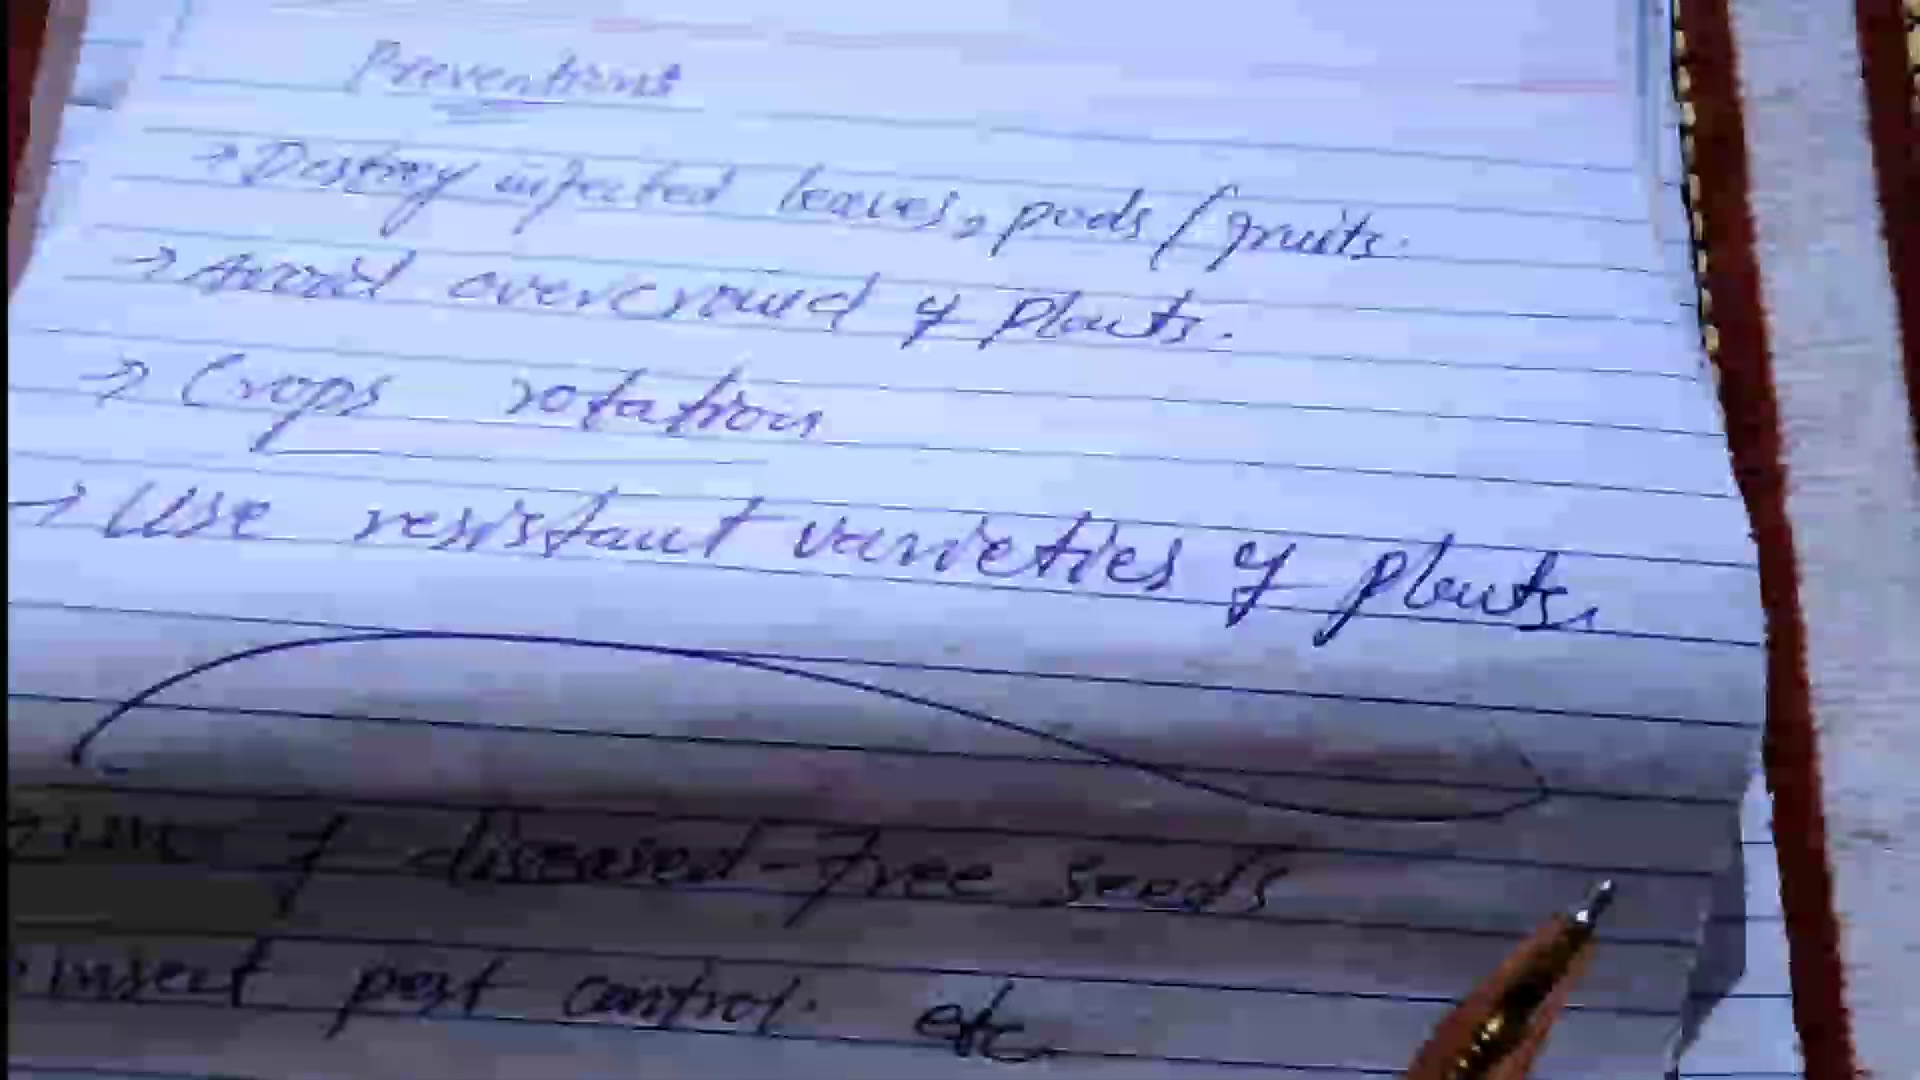 Preventions
→ Destroy infected leaves, pods / fruits.
→ Avoid overcrowd of plants.
→ Crops rotation
→ Use resistant varieties of plants.
of diseased-free seeds
insect pest control. etc